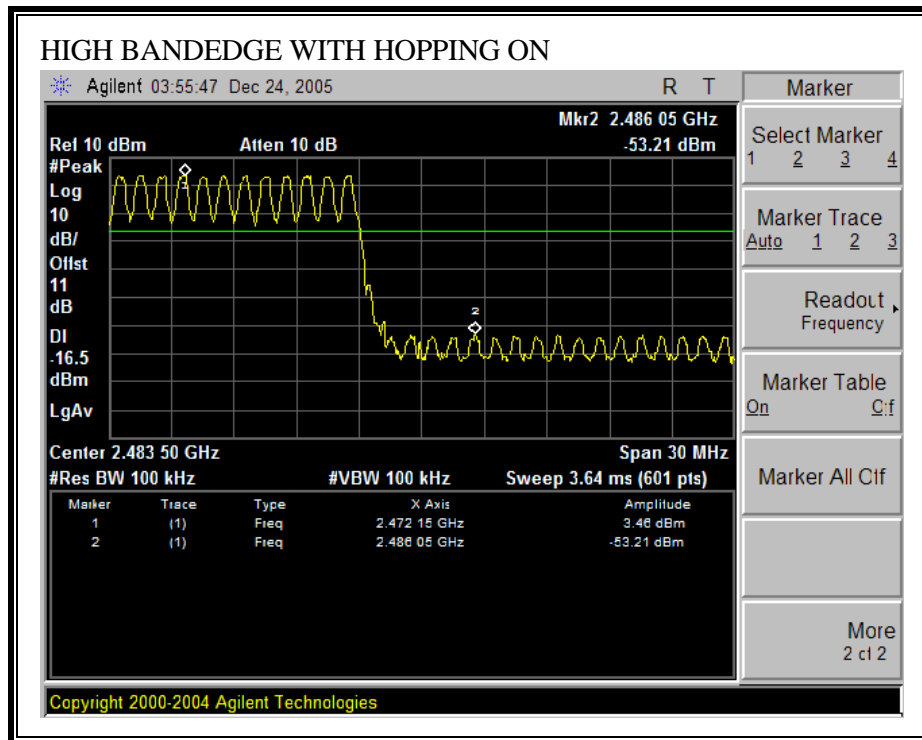 HIGH BANDEDGE WITH HOPPING ON
Agilent 03:55:47 Dec 24, 2005 R T
Marker
Mkr2 2.486 05 GHz
Ref 10 dBm Atten 10 dB -53.21 dBm
#Peak
Log
10
dB/
Offst
11
dB
DI
-16.5
dBm
LgAv
1
2
Center 2.483 50 GHz Span 30 MHz
#Res BW 100 kHz #VBW 100 kHz Sweep 3.64 ms (601 pts)
Marker Trace Type X Axis Amplitude
1 (1) Freq 2.472 15 GHz 3.46 dBm
2 (1) Freq 2.486 05 GHz -53.21 dBm
Select Marker
1 2 3 4
Marker Trace
Auto 1 2 3
Readout
Frequency
Marker Table
On Off
Marker All Off
More
2 of 2
Copyright 2000-2004 Agilent Technologies